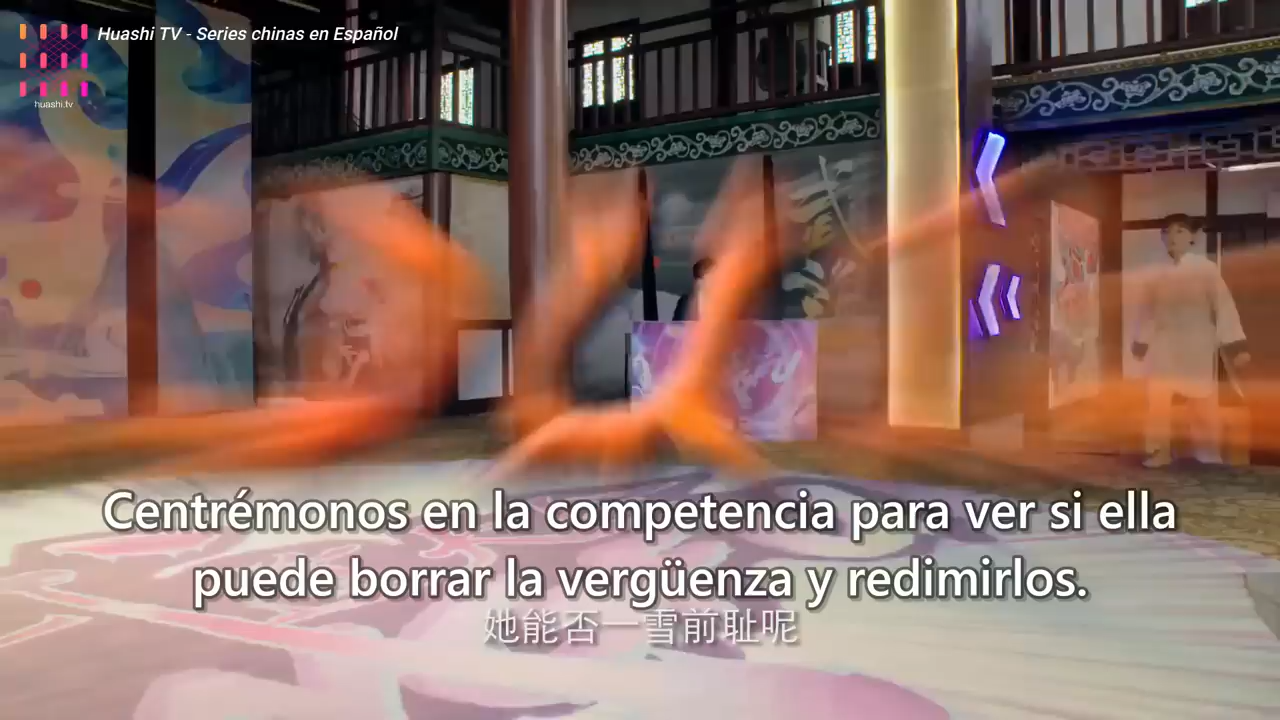 Huashi TV - Series chinas en Español
huashi.tv
武
Centrémonos en la competencia para ver si ella
puede borrar la vergüenza y redimirlos.
她能否一雪前耻呢